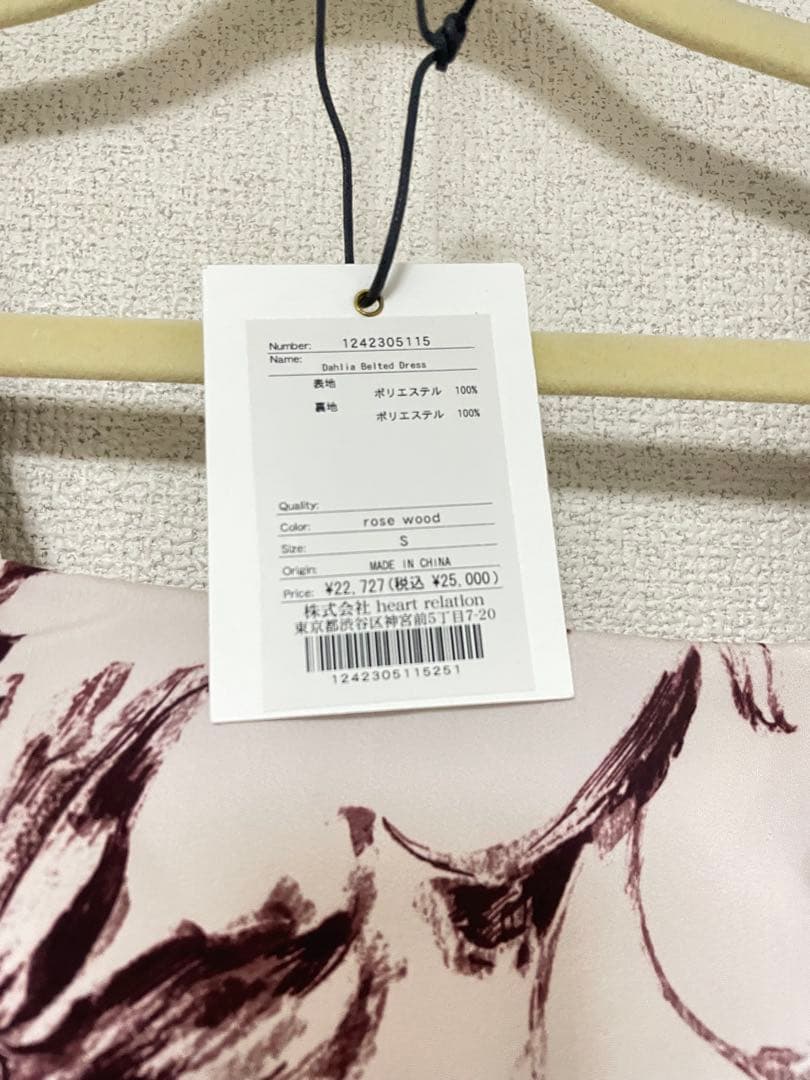 Number: 1242305115
Name:
Dahlia Belted Dress
表地 ポリエステル 100%
裏地 ポリエステル 100%
Quality:
Color: rose wood
Size: S
Origin: MADE IN CHINA
Price: ¥22,727(税込 ¥25,000)
株式会社 heart relation
東京都渋谷区神宮前5丁目7-20
1242305115251